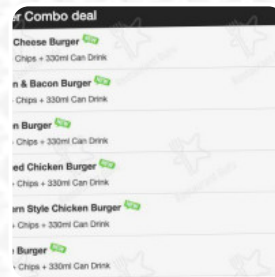 er Combo deal
Cheese Burger
Chips + 330ml Can Drink
n & Bacon Burger
Chips + 330ml Can Drink
n Burger
Chips + 330ml Can Drink
ed Chicken Burger
Chips + 330ml Can Drink
ern Style Chicken Burger
Chips + 330ml Can Drink
Burger
Chips + 330ml Can Drink